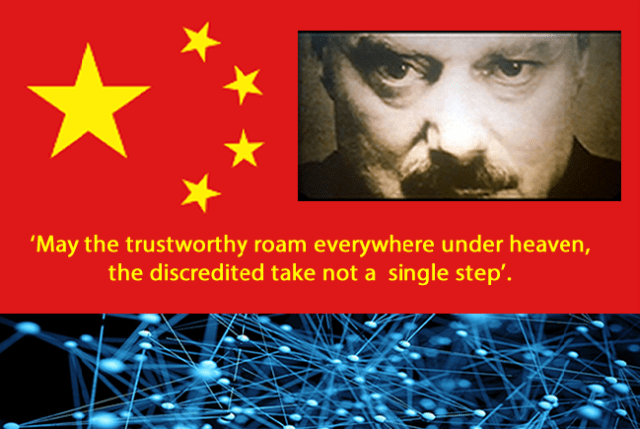 ‘May the trustworthy roam everywhere under heaven,
the discredited take not a single step’.